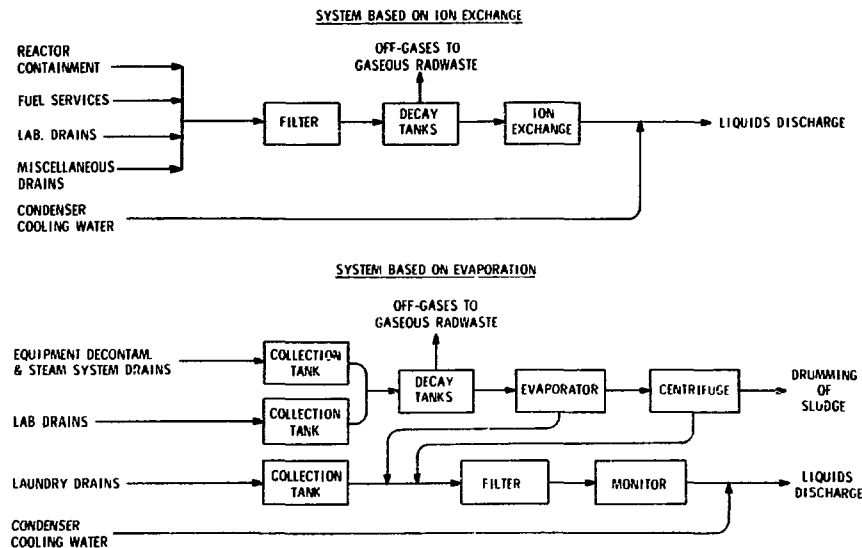 SYSTEM BASED ON ION EXCHANGE
OFF-GASES TO
GASEOUS RADWASTE
REACTOR
CONTAINMENT
FUEL SERVICES
LAB. DRAINS
MISCELLANEOUS
DRAINS
CONDENSER
COOLING WATER
FILTER
DECAY
TANKS
ION
EXCHANGE
LIQUIDS DISCHARGE
SYSTEM BASED ON EVAPORATION
OFF-GASES TO
GASEOUS RADWASTE
EQUIPMENT DECONTAM.
& STEAM SYSTEM DRAINS
COLLECTION
TANK
DECAY
TANKS
EVAPORATOR
CENTRIFUGE
DRUMMING
OF
SLUDGE
LAB DRAINS
COLLECTION
TANK
LAUNDRY DRAINS
COLLECTION
TANK
FILTER
MONITOR
LIQUIDS
DISCHARGE
CONDENSER
COOLING WATER